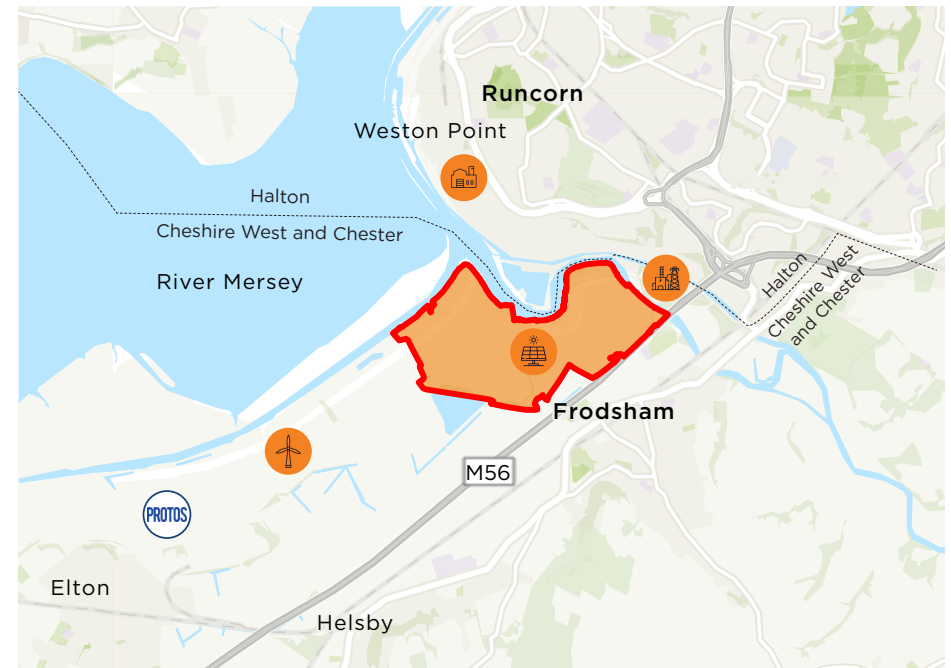 Runcorn
Weston Point
Halton
Cheshire West and Chester
River Mersey
Halton
Cheshire West
and Chester
Frodsham
M56
PROTOS
Elton
Helsby